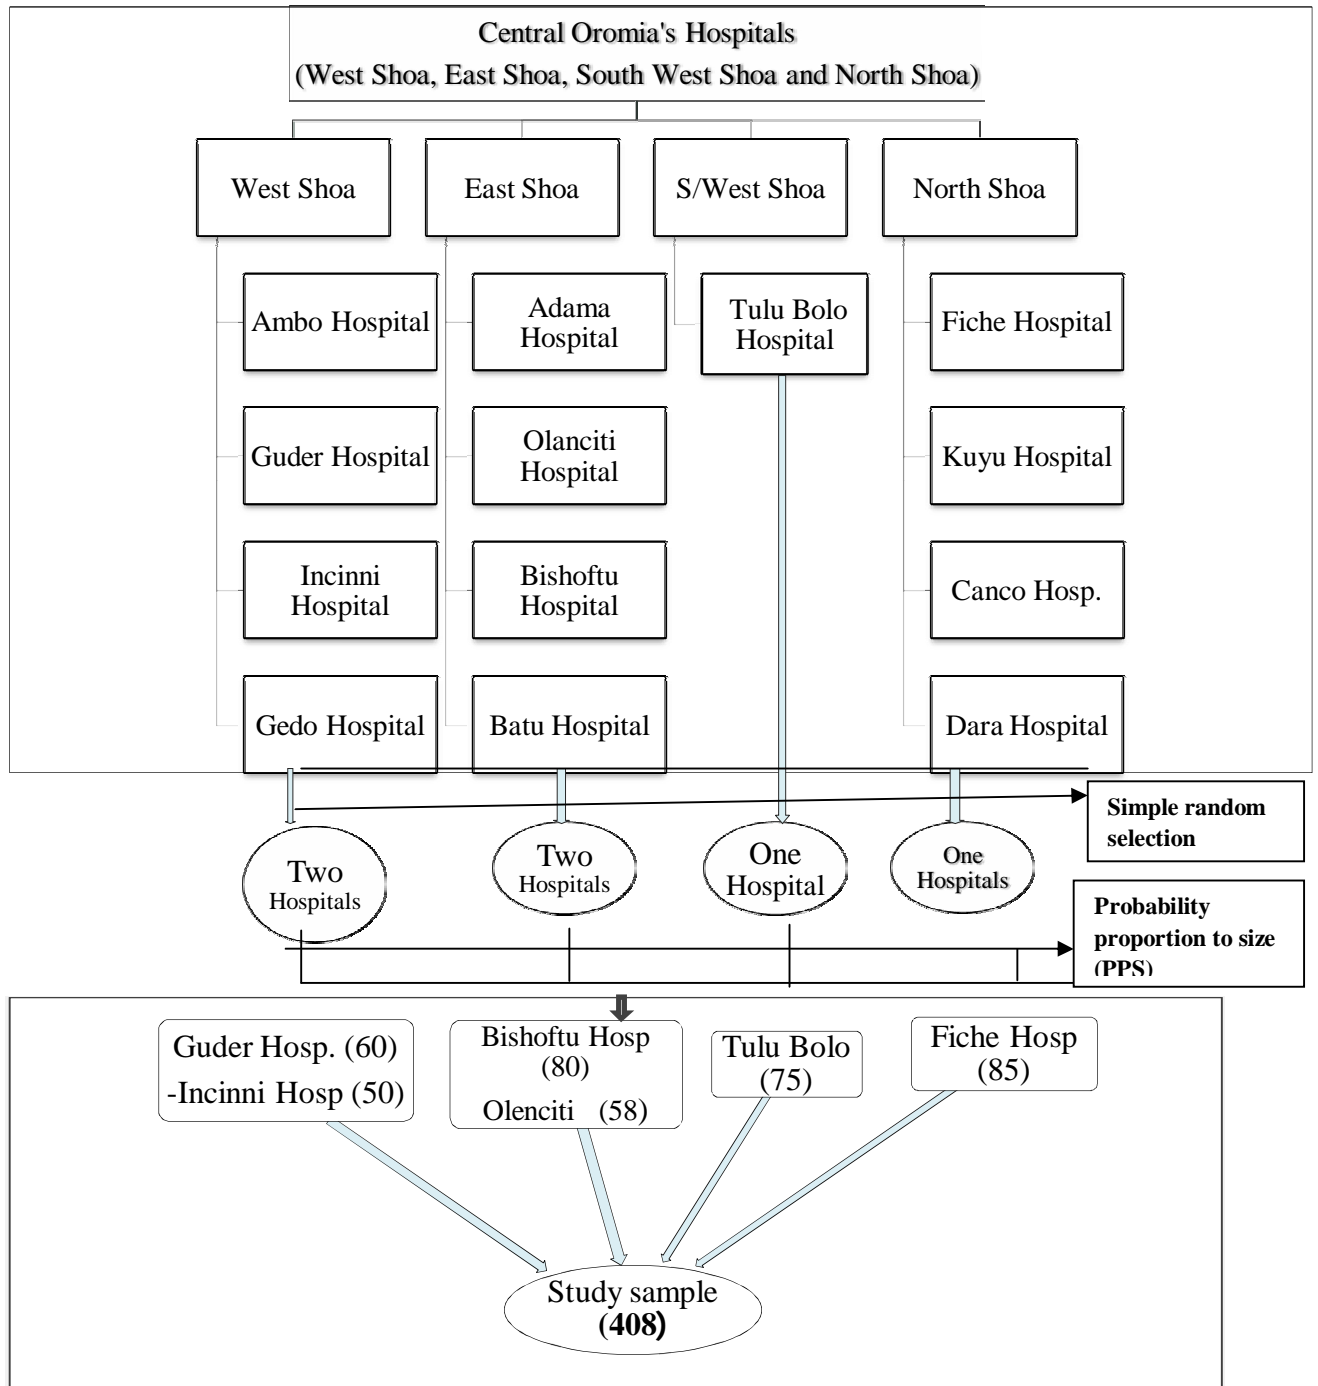 Central Oromia's Hospitals
(West Shoa, East Shoa, South West Shoa and North Shoa)
West Shoa
East Shoa
S/West Shoa
North Shoa
Ambo Hospital
Adama
Hospital
Tulu Bolo
Hospital
Fiche Hospital
Guder Hospital
Olanciti
Hospital
Kuyu Hospital
Incinni
Hospital
Bishoftu
Hospital
Canco Hosp.
Gedo Hospital
Batu Hospital
Dara Hospital
Simple random
selection
Two
Hospitals
Two
Hospitals
One
Hospital
One
Hospitals
Probability
proportion to size
(PPS)
Guder Hosp. (60)
-Incinni Hosp (50)
Bishoftu Hosp
(80)
Olenciti (58)
Tulu Bolo
(75)
Fiche Hosp
(85)
Study sample
(408)